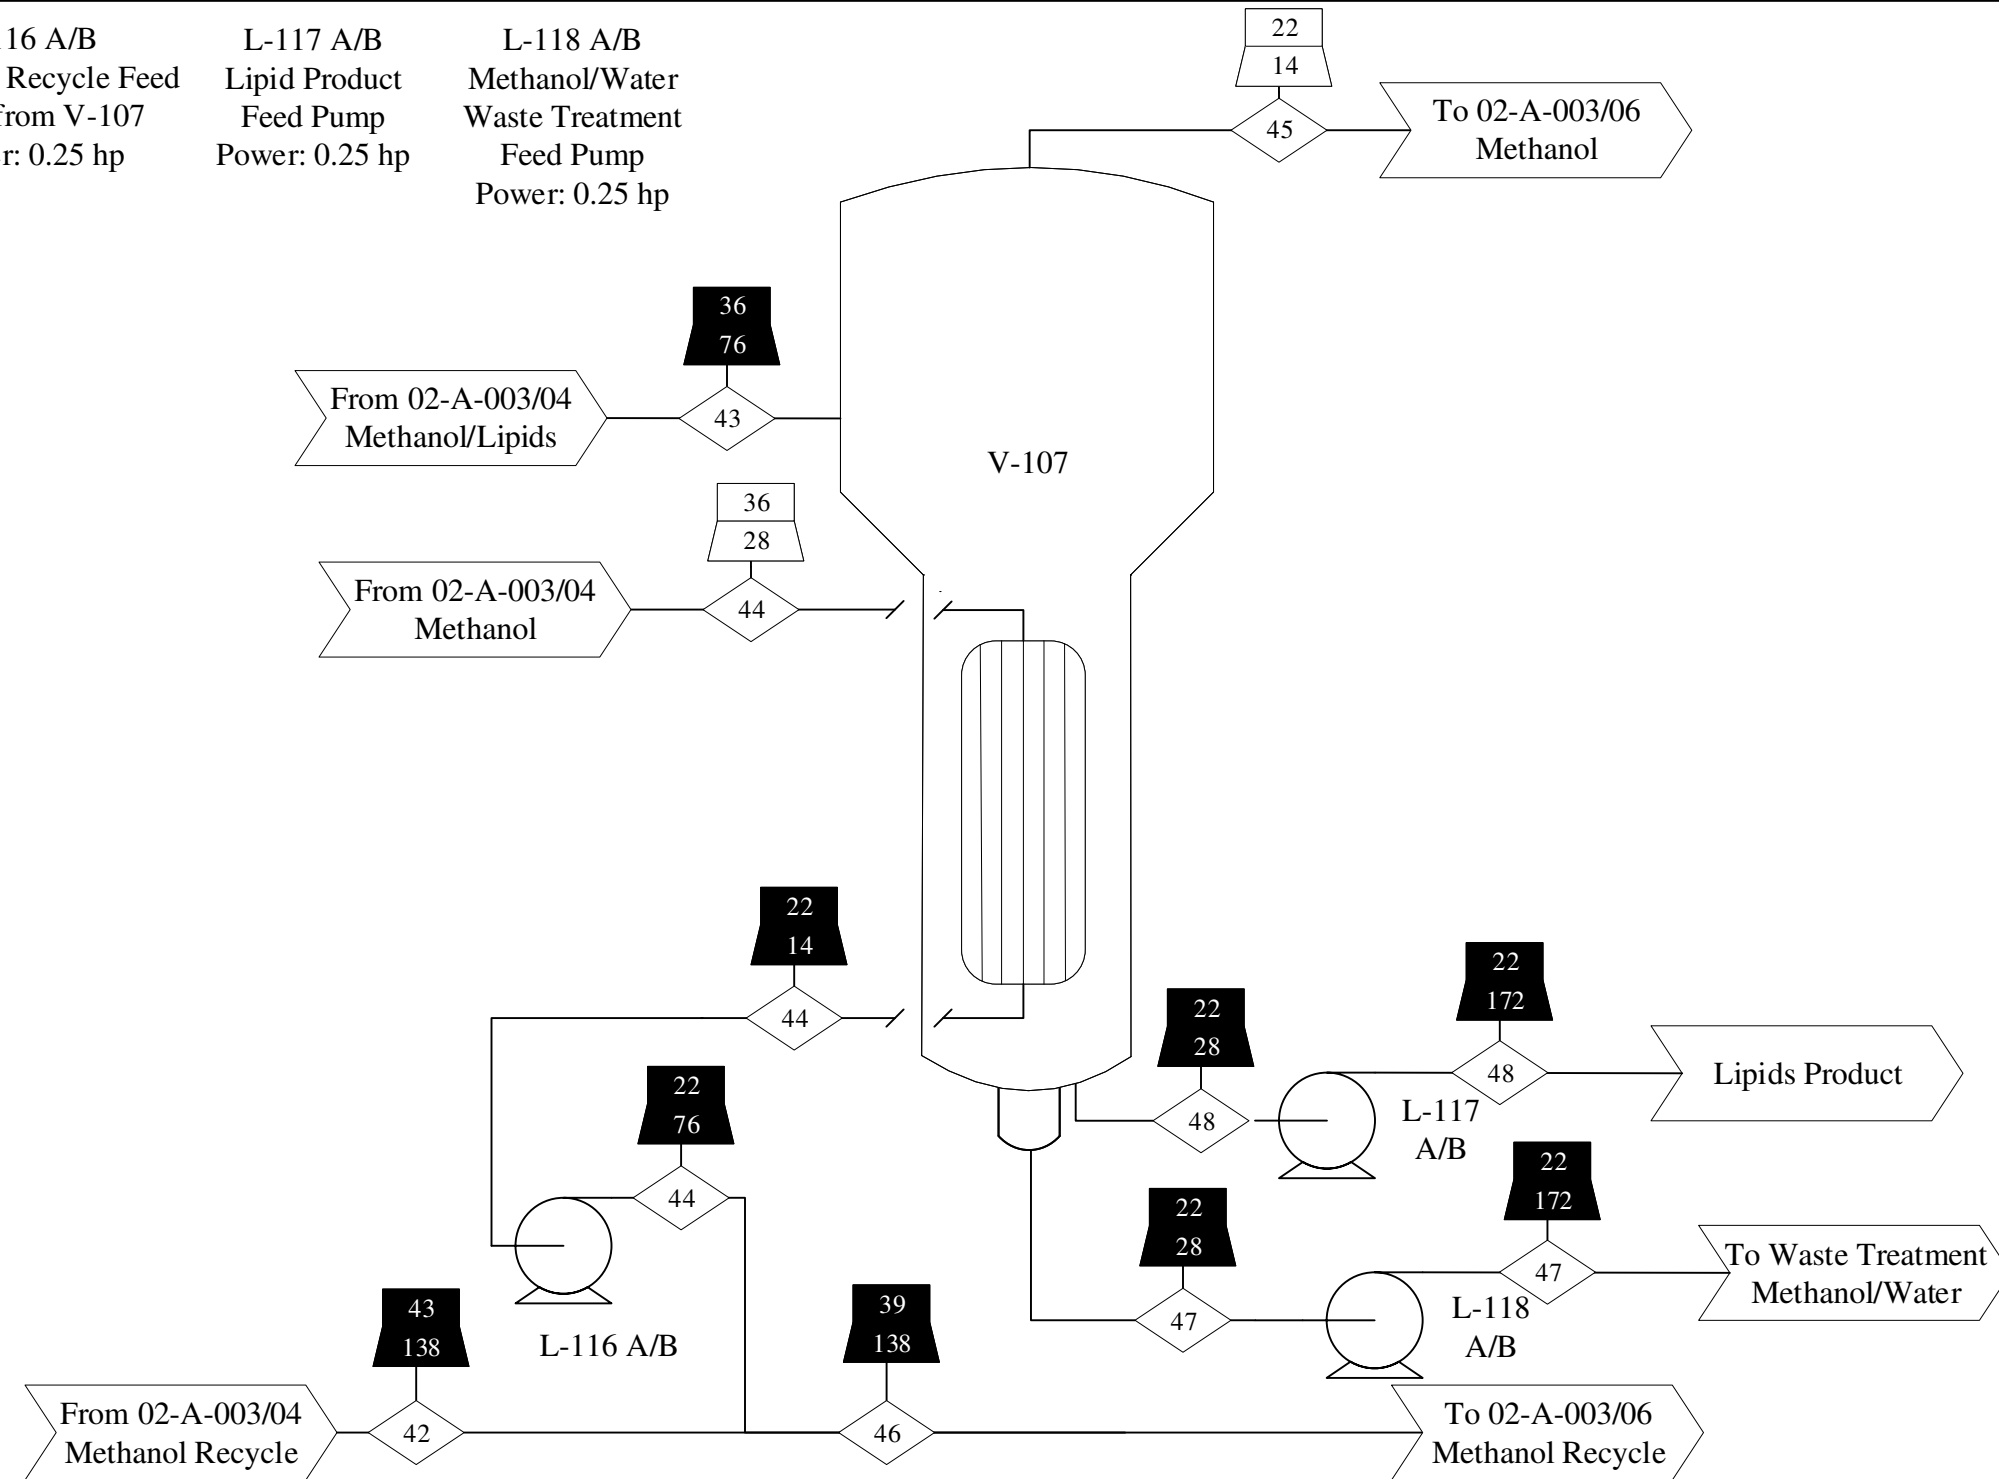 16 A/B
Recycle Feed
from V-107
r: 0.25 hp
L-117 A/B
Lipid Product
Feed Pump
Power: 0.25 hp
L-118 A/B
Methanol/Water
Waste Treatment
Feed Pump
Power: 0.25 hp
22
14
45
To 02-A-003/06
Methanol
36
76
From 02-A-003/04
Methanol/Lipids
43
V-107
36
28
From 02-A-003/04
Methanol
44
22
14
44
22
76
44
L-116 A/B
22
28
48
22
172
48
L-117
A/B
Lipids Product
22
28
47
22
172
47
L-118
A/B
To Waste Treatment
Methanol/Water
43
138
From 02-A-003/04
Methanol Recycle
42
39
138
46
To 02-A-003/06
Methanol Recycle